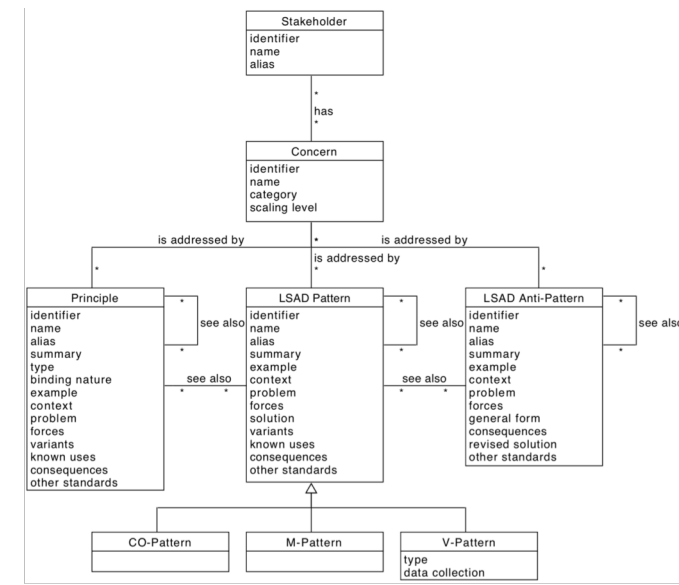 Stakeholder
identifier
name
alias
*
has
*
Concern
identifier
name
category
scaling level
is addressed by
*
is addressed by
is addressed by
*
*
*
Principle
identifier
name
alias
summary
type
binding nature
example
context
problem
forces
variants
known uses
consequences
other standards
*
see also
*
see also
*
*
LSAD Pattern
identifier
name
alias
summary
example
context
problem
forces
solution
variants
known uses
consequences
other standards
*
see also
*
see also
*
*
LSAD Anti-Pattern
identifier
name
alias
summary
example
context
problem
forces
general form
consequences
revised solution
other standards
*
see also
*
CO-Pattern
M-Pattern
V-Pattern
type
data collection